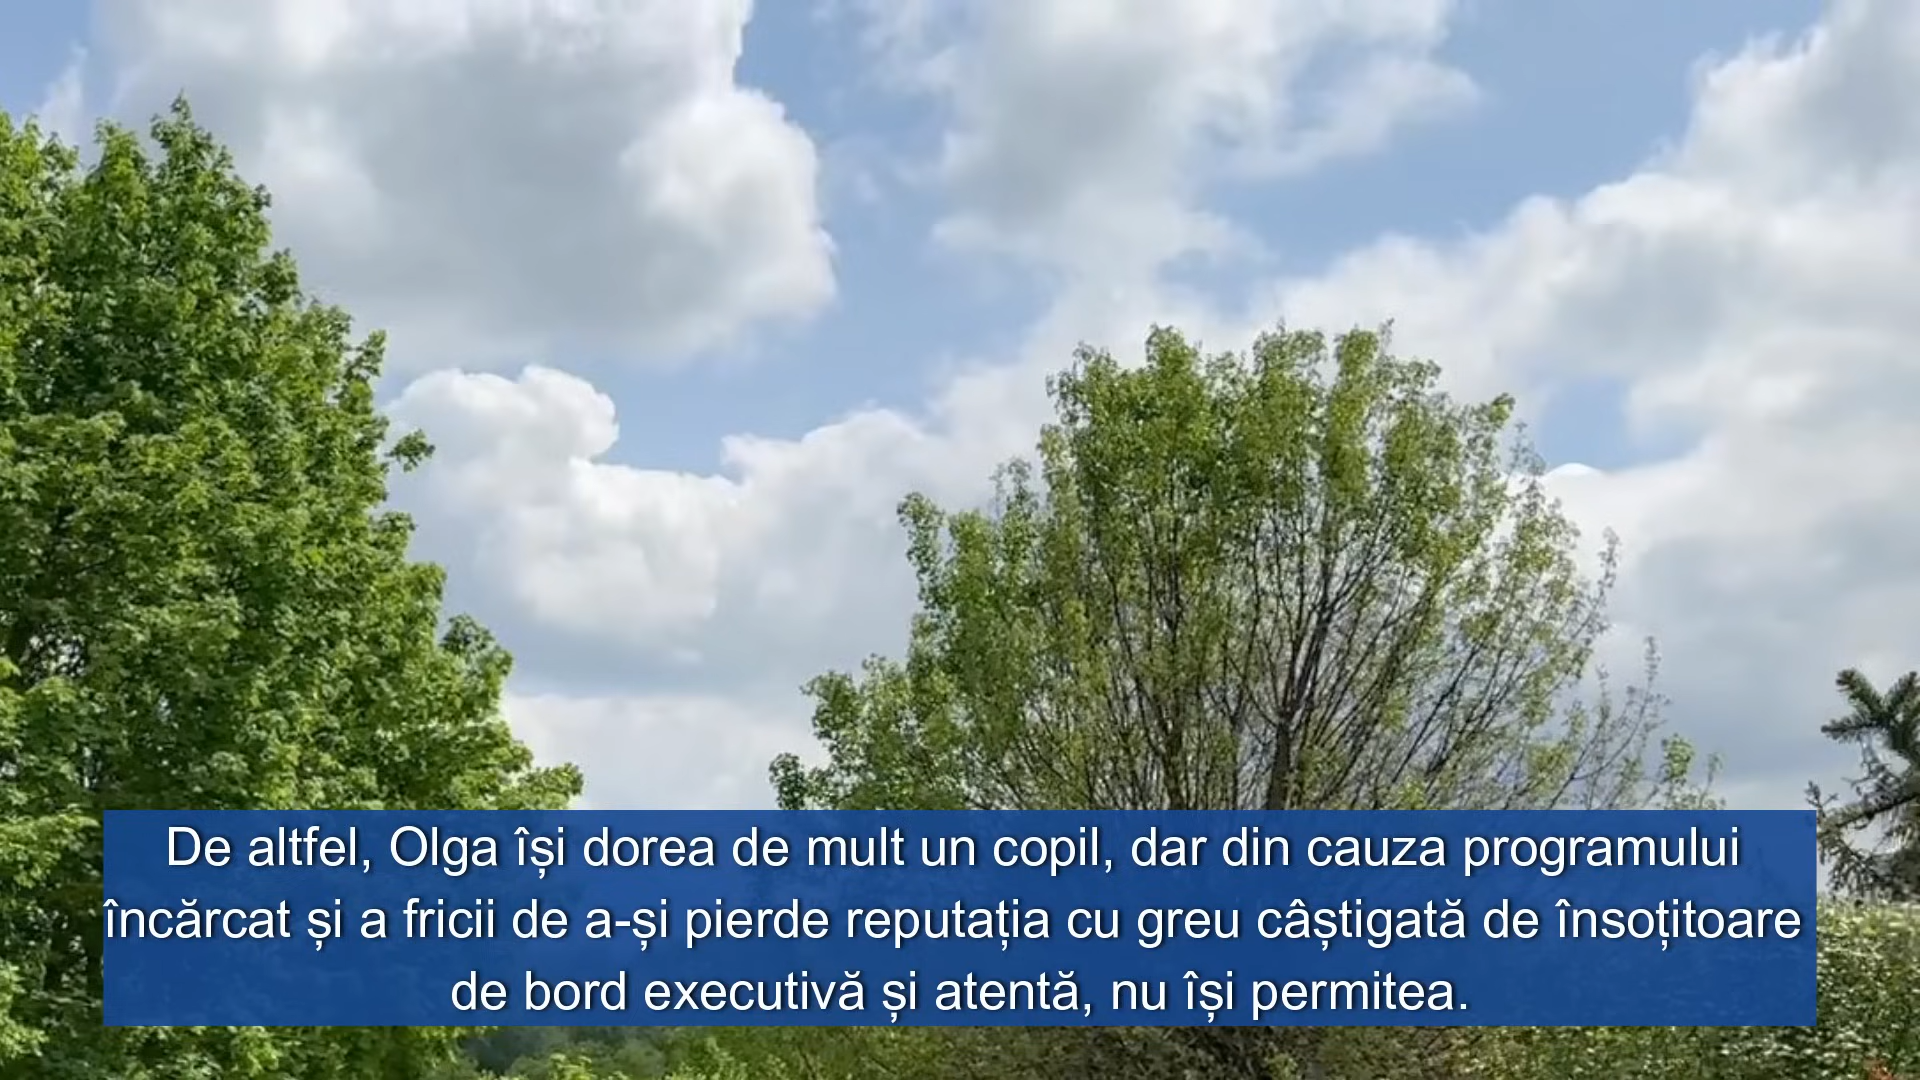 De altfel, Olga își dorea de mult un copil, dar din cauza programului
încărcat și a fricii de a-și pierde reputația cu greu câștigată de însoțitoare
de bord executivă și atentă, nu își permitea.